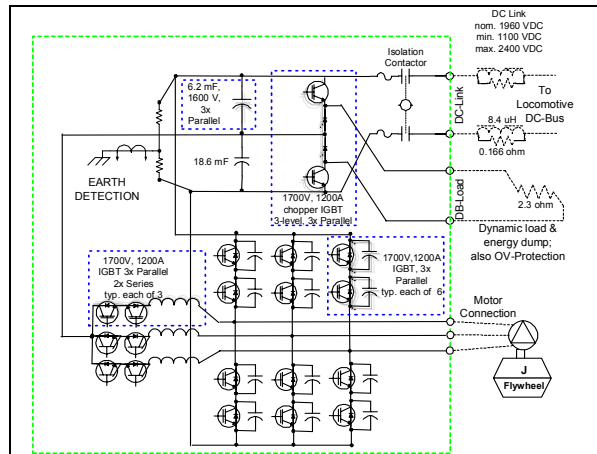 DC Link
nom. 1960 VDC
min. 1100 VDC
max. 2400 VDC
Isolation
Contactor
6.2 mF,
1600 V,
3x
Parallel
DC-Link
To
Locomotive
DC-Bus
8.4 uH
0.166 ohm
18.6 mF
EARTH
DETECTION
1700V, 1200A
chopper IGBT
3-level, 3x Parallel
DB-Load
2.3 ohm
Dynamic load &
energy dump;
also OV-Protection
1700V, 1200A
IGBT 3x Parallel
2x Series
typ. each of 3
1700V,1200A
IGBT, 3x
Parallel
typ. each of 6
Motor
Connection
J
Flywheel